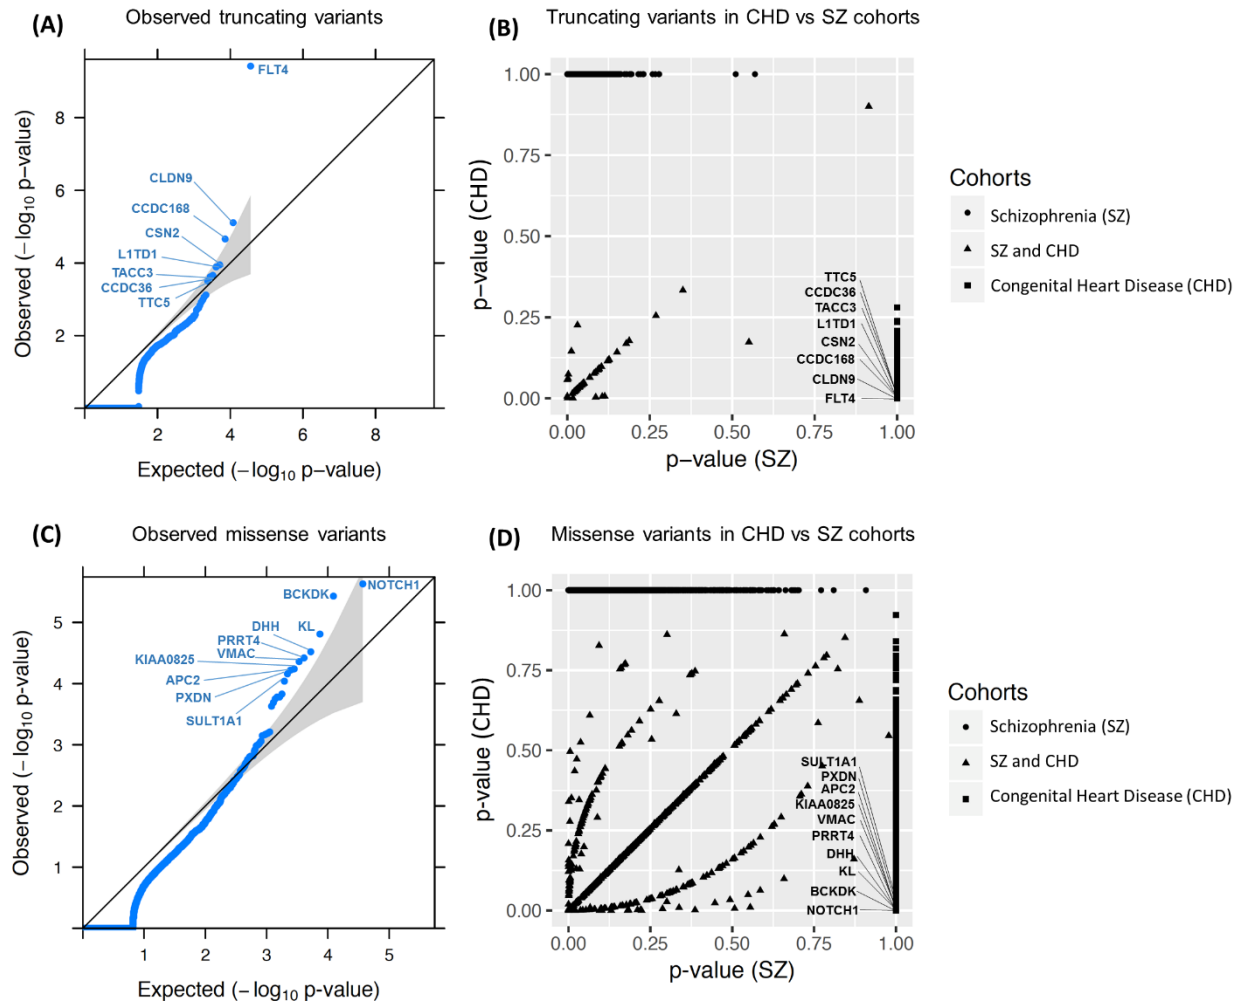 (A)
Observed truncating variants
FLT4
CLDN9
CCDC168
CSN2
L1TD1
TACC3
CCDC36
TTC5
8
6
4
2
2
4
6
8
Observed (−log10 p−value)
Expected (−log10 p−value)
(B)
Truncating variants in CHD vs SZ cohorts
1.00
0.75
0.50
0.25
0.00
p−value (CHD)
TTC5
CCDC36
TACC3
L1TD1
CSN2
CCDC168
CLDN9
FLT4
0.00
0.25
0.50
0.75
1.00
p−value (SZ)
Cohorts
Schizophrenia (SZ)
SZ and CHD
Congenital Heart Disease (CHD)
(C)
Observed missense variants
NOTCH1
BCKDK
DHH
KL
PRRT4
VMAC
KIAA0825
APC2
PXDN
SULT1A1
5
4
3
2
1
1
2
3
4
5
Observed (−log10 p-value)
Expected (−log10 p-value)
(D)
Missense variants in CHD vs SZ cohorts
1.00
0.75
0.50
0.25
0.00
p−value (CHD)
SULT1A1
PXDN
APC2
KIAA0825
VMAC
PRRT4
DHH
KL
BCKDK
NOTCH1
0.00
0.25
0.50
0.75
1.00
p−value (SZ)
Cohorts
Schizophrenia (SZ)
SZ and CHD
Congenital Heart Disease (CHD)